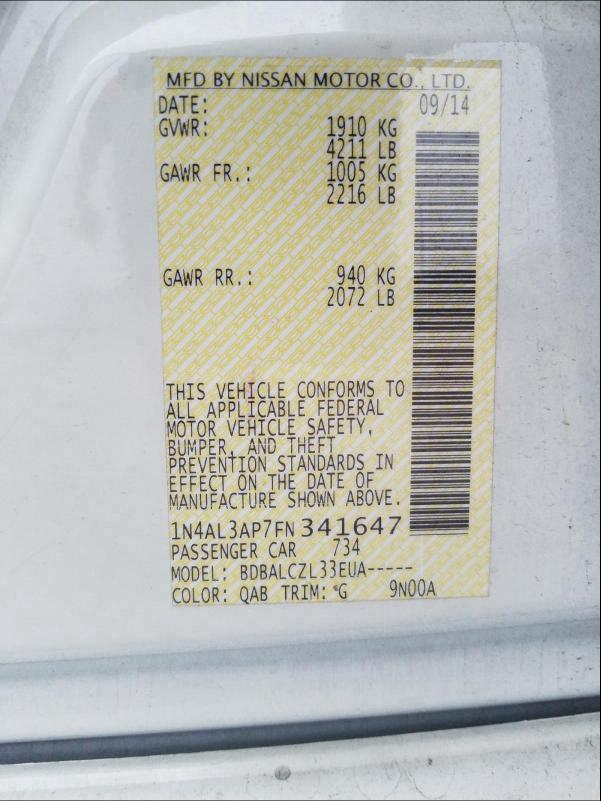 MFD BY NISSAN MOTOR CO., LTD.
DATE: 09/14
GVWR: 1910 KG
4211 LB
GAWR FR.: 1005 KG
2216 LB
GAWR RR.: 940 KG
2072 LB
THIS VEHICLE CONFORMS TO
ALL APPLICABLE FEDERAL
MOTOR VEHICLE SAFETY,
BUMPER, AND THEFT
PREVENTION STANDARDS IN
EFFECT ON THE DATE OF
MANUFACTURE SHOWN ABOVE.
1N4AL3AP7FN 341647
PASSENGER CAR 734
MODEL: BDBALCZL33EUA-----
COLOR: QAB TRIM: *G 9N00A